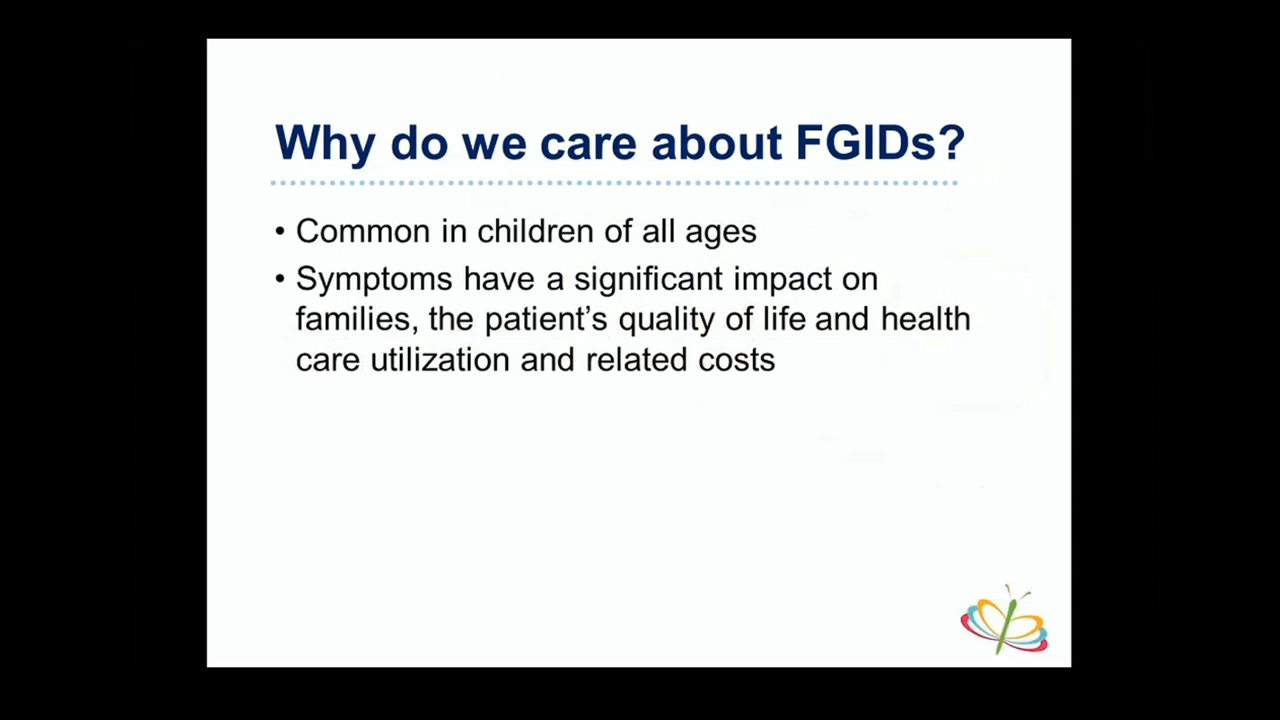 Why do we care about FGIDs?
• Common in children of all ages
• Symptoms have a significant impact on
families, the patient’s quality of life and health
care utilization and related costs